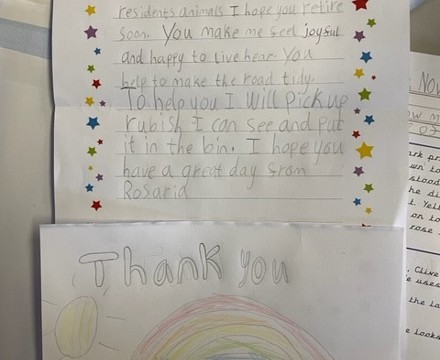 residents animals I hope you retire
soon. You make me feel joyful
and happy to live hear. You
help to make the road tidy.
To help you I will pick up
rubish I can see and put
it in the bin. I hope you
have a great day from
Rosaria
Thank you